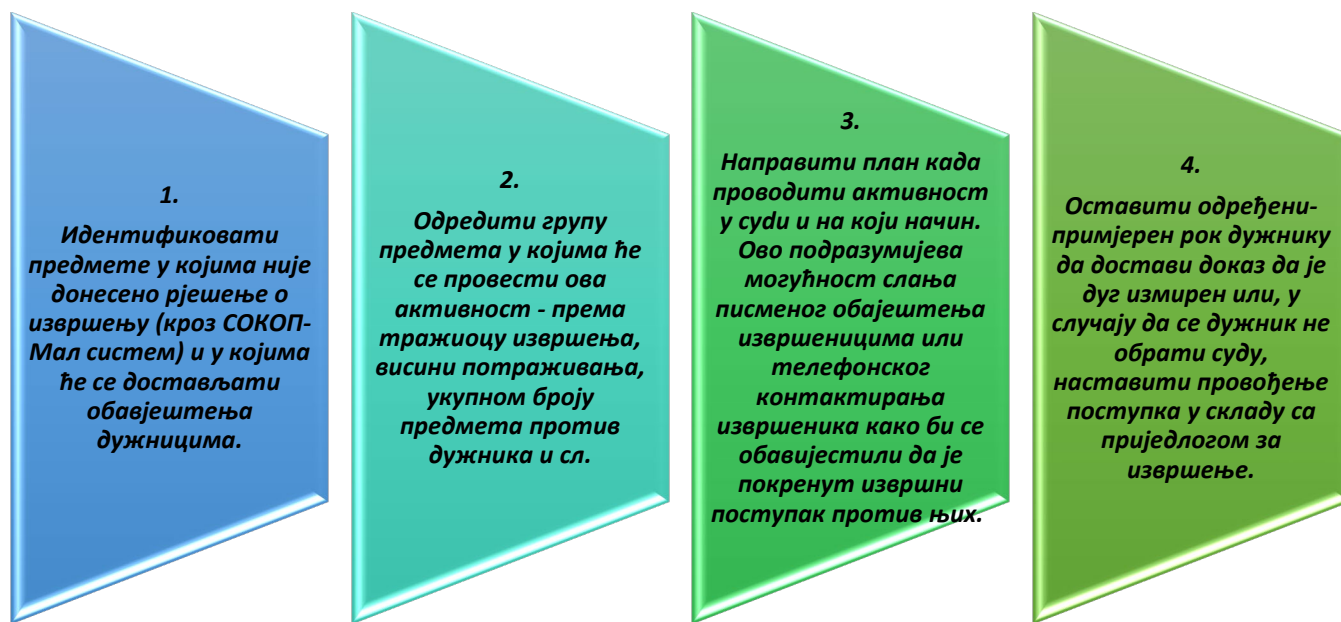 1.
Идентификовати
предмете у којима није
донесено рјешење о
извршењу (кроз СОКОП-
Мал систем) и у којима
ће се достављати
обавјештења
дужницима.
2.
Одредити групу
предмета у којима ће
се провести ова
активност - према
тражиоцу извршења,
висини потраживања,
укупном броју
предмета против
дужника и сл.
3.
Направити план када
проводити активност
у суdu и на који начин.
Ово подразумијева
могућност слања
писменог обајештења
извршеницима или
телефонског
контактирања
извршеника како би се
обавијестили да је
покренут извршни
поступак против њих.
4.
Оставити одређени-
примјерен рок дужнику
да достави доказ да је
дуг измирен или, у
случају да се дужник не
обрати суду,
наставити провођење
поступка у складу са
приједлогом за
извршење.